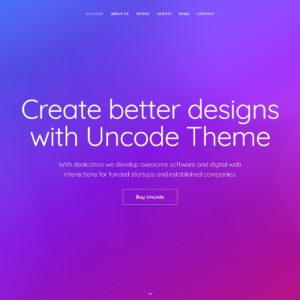 WELCOME ABOUT US WORKS CLIENTS NEWS CONTACT
Create better designs
with Uncode Theme
With dedication we develop awesome software and digital web
interactions for funded startups and established companies.
Buy Uncode